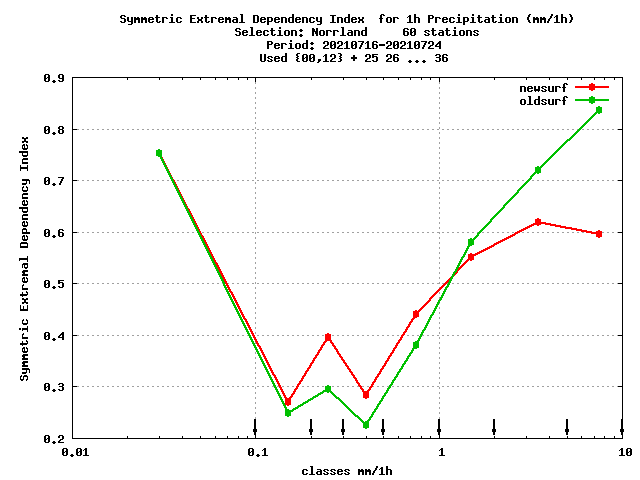 Symmetric Extremal Dependency Index  for 1h Precipitation (mm/1h)
Selection: Norrland     60 stations
Period: 20210716-20210724
Used {00,12} + 25 26 ... 36
newsurf
oldsurf
Symmetric Extremal Dependency Index
0.9
0.8
0.7
0.6
0.5
0.4
0.3
0.2
0.01 0.1 1 10
classes mm/1h